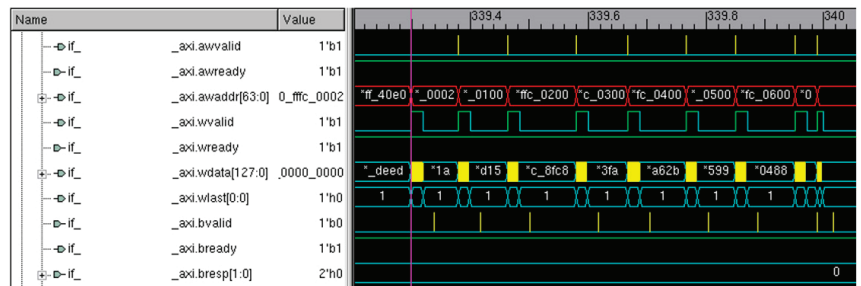 Name Value 339.4 339.6 339.8 340
if_ _axi.awvalid 1'b1
if_ _axi.awready 1'b1
if_ _axi.awaddr[63:0] 0_fffc_0002 *ff_40e0 *_0002 *_0100 *ffc_0200 *c_0300 *fc_0400 *_0500 *fc_0600 *0
if_ _axi.wvalid 1'b1
if_ _axi.wready 1'b1
if_ _axi.wdata[127:0] _0000_0000 *_deed *1a *d15 *c_8fc8 *3fa *a62b *599 *0488
if_ _axi.wlast[0:0] 1'h0 1 1 1 1 1 1 1 1
if_ _axi.bvalid 1'b0
if_ _axi.bready 1'b1
if_ _axi.bresp[1:0] 2'h0 0